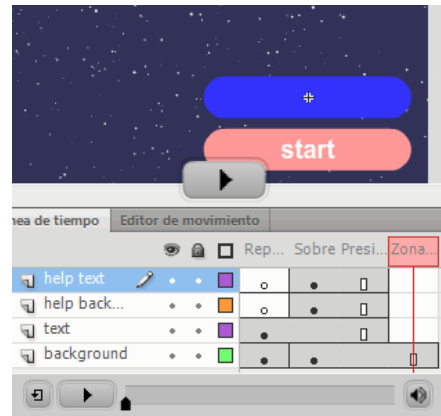 start
nea de tiempo Editor de movimiento
Rep... Sobre Presi... Zona...
help text
help back...
text
background